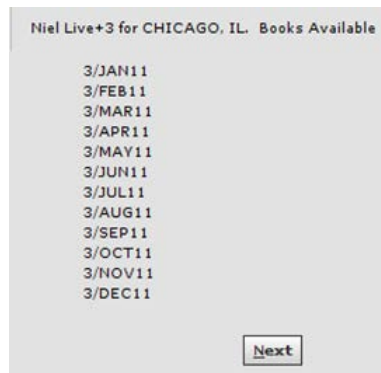 Niel Live+3 for CHICAGO, IL.  Books Available
3/JAN11
3/FEB11
3/MAR11
3/APR11
3/MAY11
3/JUN11
3/JUL11
3/AUG11
3/SEP11
3/OCT11
3/NOV11
3/DEC11
Next